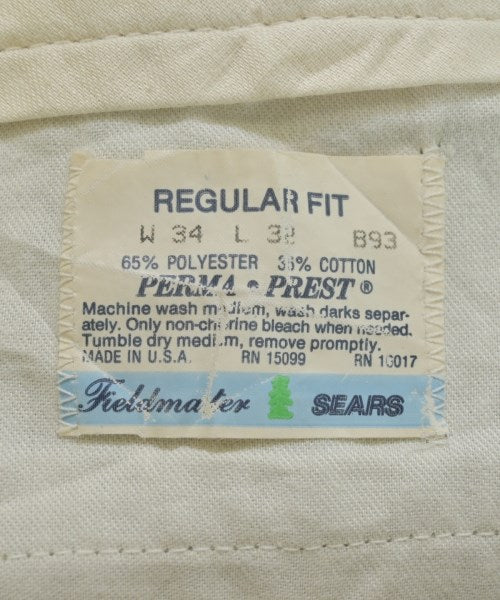 REGULAR FIT
W 34 L 32 B93
65% POLYESTER 35% COTTON
PERMA • PREST ®
Machine wash medium, wash darks separ-
ately. Only non-chlorine bleach when needed.
Tumble dry medium, remove promptly.
MADE IN U.S.A. RN 15099 RN 16017
Fieldmaster SEARS